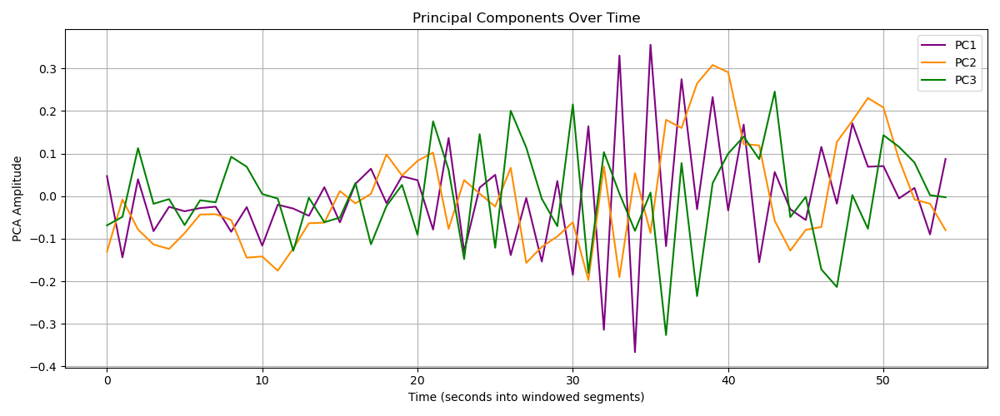 Principal Components Over Time
PCA Amplitude
0.3
0.2
0.1
0.0
−0.1
−0.2
−0.3
−0.4
PC1
PC2
PC3
0 10 20 30 40 50
Time (seconds into windowed segments)